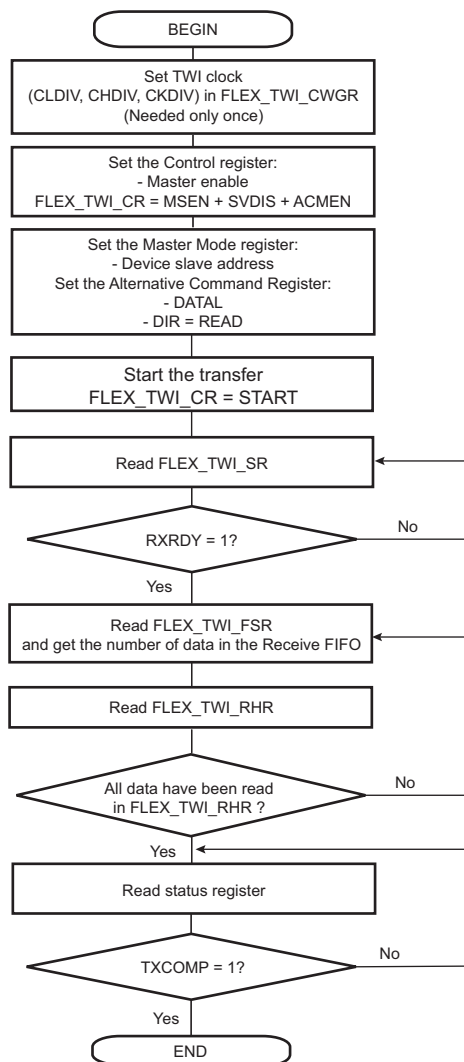 BEGIN
Set TWI clock
(CLDIV, CHDIV, CKDIV) in FLEX_TWI_CWGR
(Needed only once)
Set the Control register:
- Master enable
FLEX_TWI_CR = MSEN + SVDIS + ACMEN
Set the Master Mode register:
- Device slave address
Set the Alternative Command Register:
- DATAL
- DIR = READ
Start the transfer
FLEX_TWI_CR = START
Read FLEX_TWI_SR
RXRDY = 1?
No
Yes
Read FLEX_TWI_FSR
and get the number of data in the Receive FIFO
Read FLEX_TWI_RHR
All data have been read
in FLEX_TWI_RHR ?
No
Yes
Read status register
TXCOMP = 1?
No
Yes
END